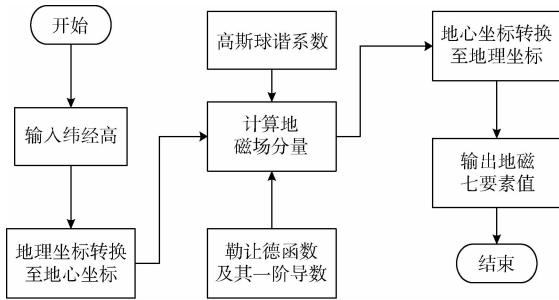 开始
输入纬经高
地理坐标转换
至地心坐标
高斯球谐系数
计算地
磁场分量
勒让德函数
及其一阶导数
地心坐标转换
至地理坐标
输出地磁
七要素值
结束